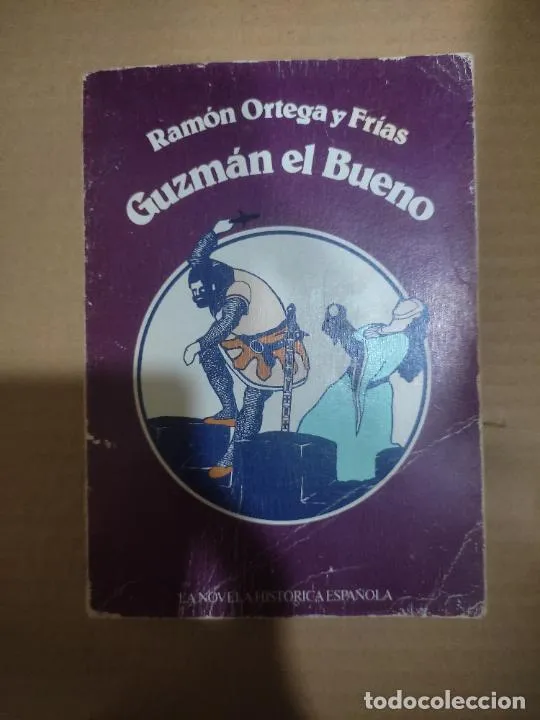 Ramón Ortega y Frías
Guzmán el Bueno
LA NOVELA HISTORICA ESPAÑOLA
todocoleccion